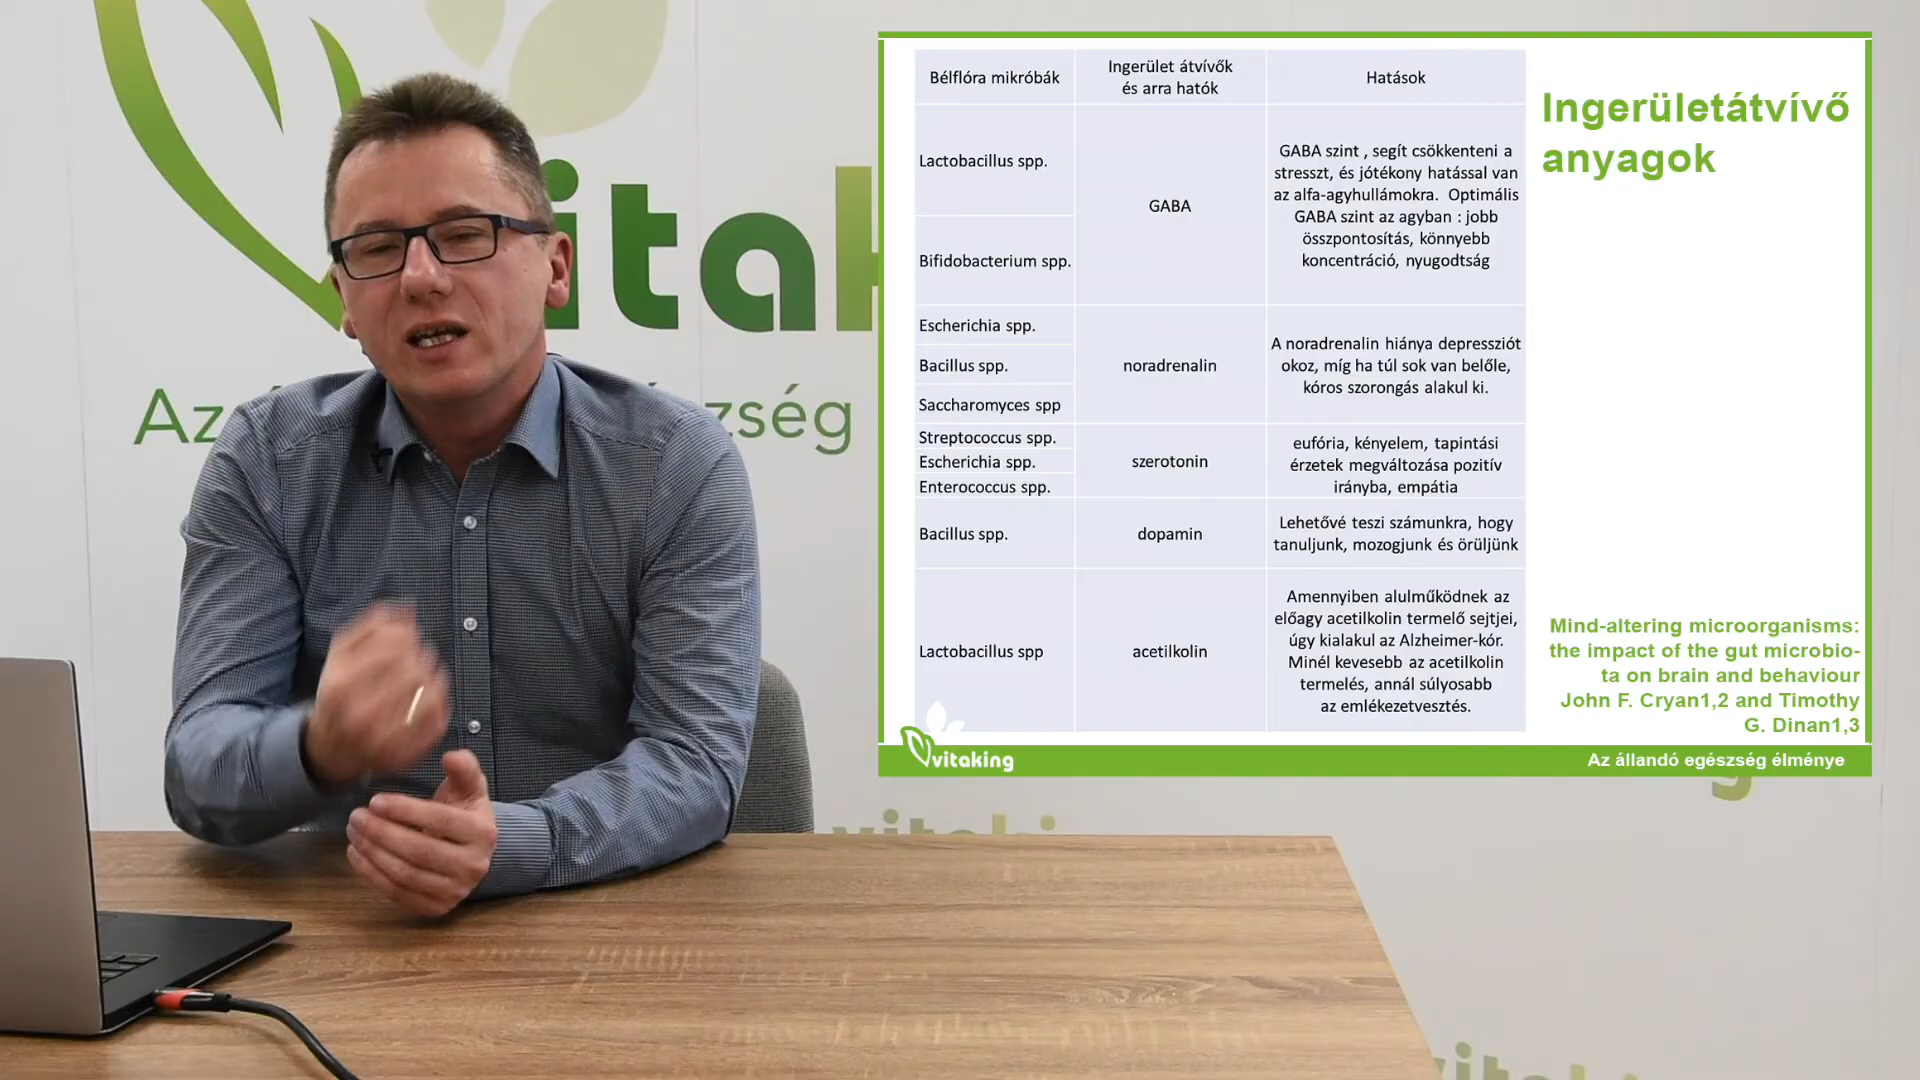 itak
Az
zség
Bélflóra mikróbák
Ingerület átvívők
és arra hatók
Hatások
Lactobacillus spp.
Bifidobacterium spp.
GABA
GABA szint , segít csökkenteni a
stresszt, és jótékony hatással van
az alfa-agyhullámokra. Optimális
GABA szint az agyban : jobb
összpontosítás, könnyebb
koncentráció, nyugodtság
Escherichia spp.
Bacillus spp.
Saccharomyces spp
noradrenalin
A noradrenalin hiánya depressziót
okoz, míg ha túl sok van belőle,
kóros szorongás alakul ki.
Streptococcus spp.
Escherichia spp.
Enterococcus spp.
szerotonin
eufória, kényelem, tapintási
érzetek megváltozása pozitív
irányba, empátia
Bacillus spp.
dopamin
Lehetővé teszi számunkra, hogy
tanuljunk, mozogjunk és örüljünk
Lactobacillus spp
acetilkolin
Amennyiben alulműködnek az
előagy acetilkolin termelő sejtjei,
úgy kialakul az Alzheimer-kór.
Minél kevesebb az acetilkolin
termelés, annál súlyosabb
az emlékezetvesztés.
Ingerületátvívő
anyagok
Mind-altering microorganisms:
the impact of the gut microbio-
ta on brain and behaviour
John F. Cryan1,2 and Timothy
G. Dinan1,3
vitaking
Az állandó egészség élménye